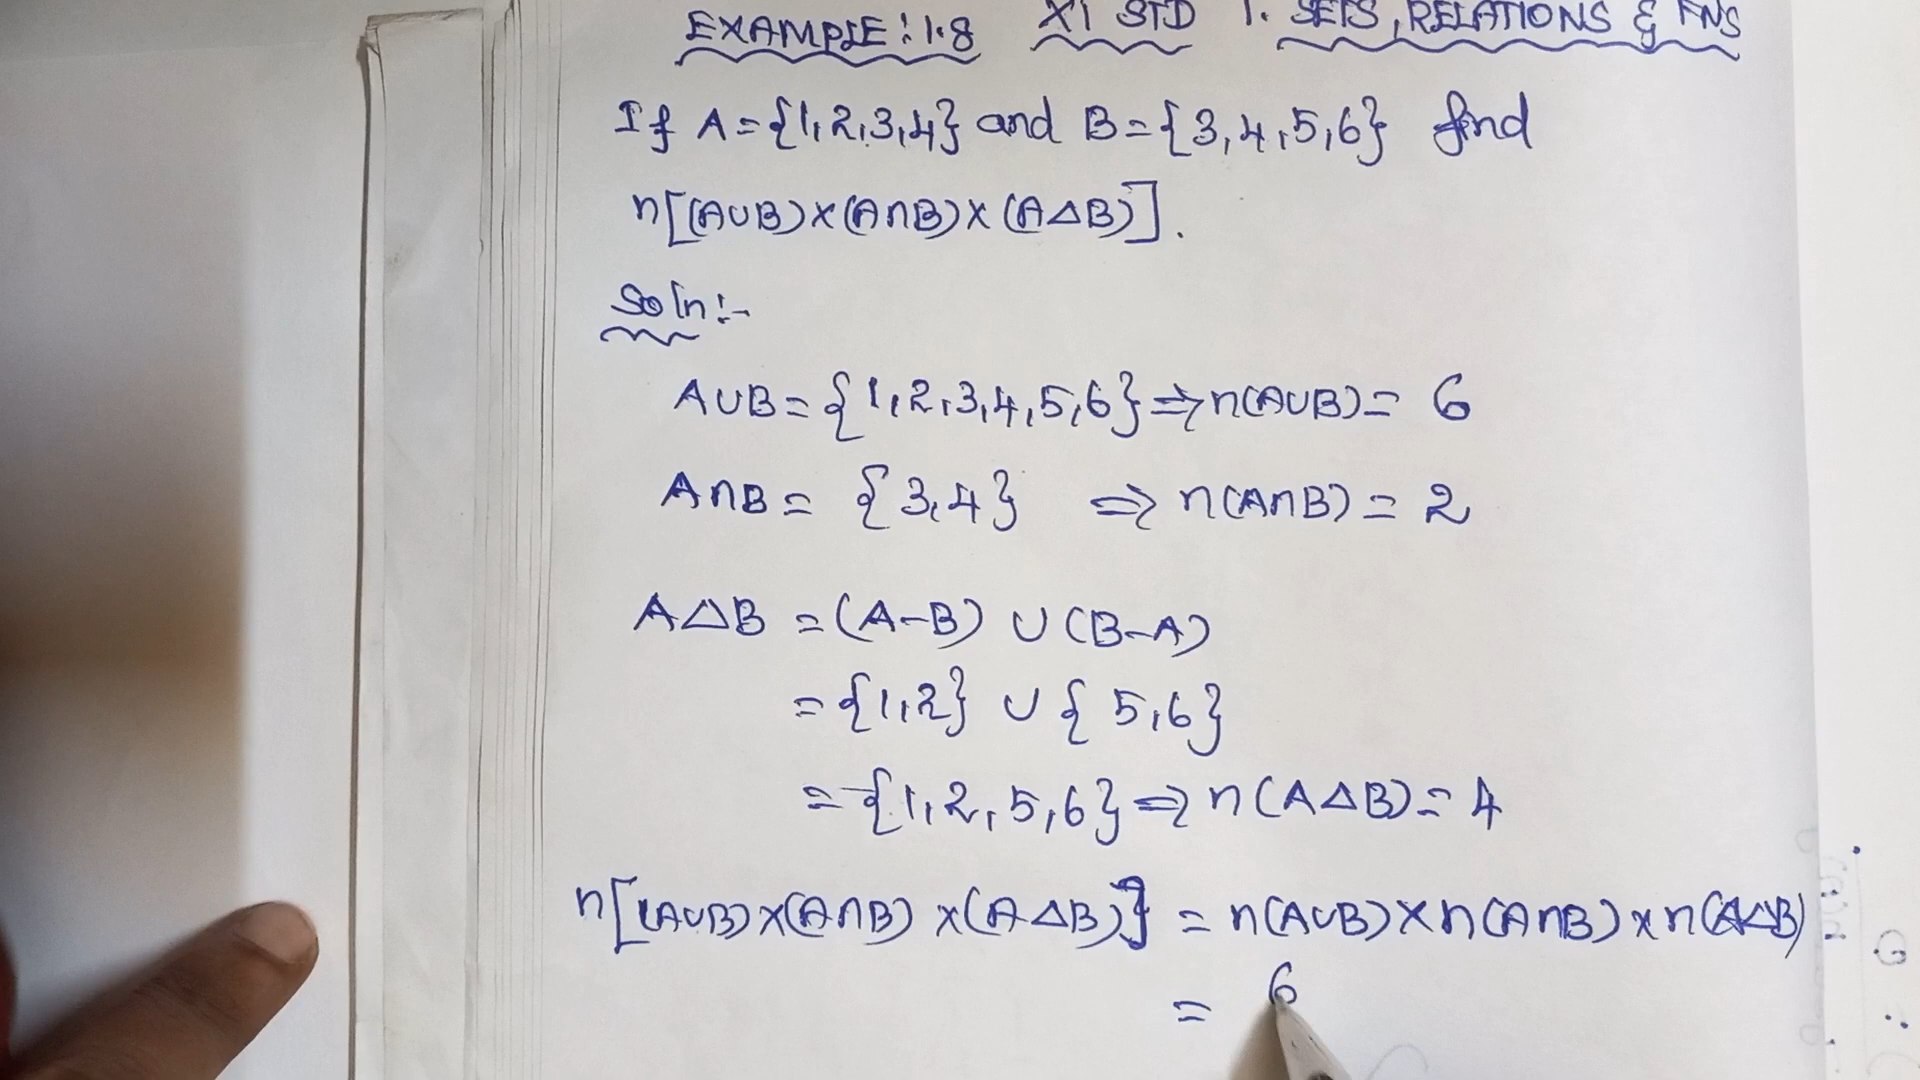 EXAMPLE:1.8 XI STD 1. SETS, RELATIONS & FNS
If A={1,2,3,4} and B={3,4,5,6} find
n[(A∪B)×(A∩B)×(A△B)].
Soln:-
A∪B={1,2,3,4,5,6}⇒n(A∪B)= 6
A∩B= {3,4} ⇒ n(A∩B)= 2
A△B =(A-B) ∪(B-A)
={1,2} ∪{5,6}
={1,2,5,6}⇒n(A△B)=4
n[(A∪B)×(A∩B)×(A△B)] = n(A∪B)×n(A∩B)×n(A△B)
= 6